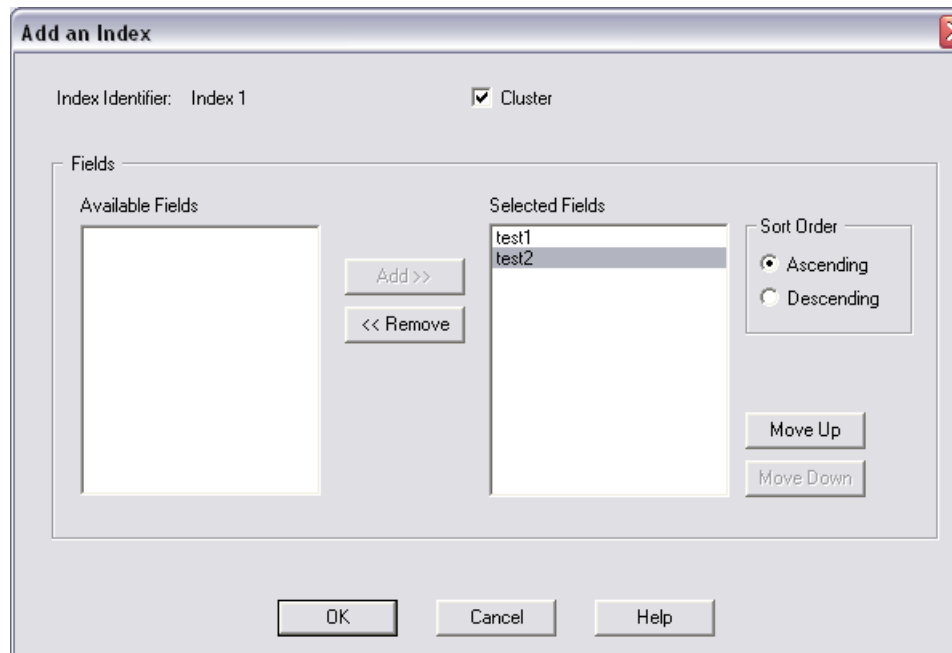 Add an Index
Index Identifier: Index 1
Cluster
Fields
Available Fields
Selected Fields
test1
test2
Add >>
<< Remove
Sort Order
Ascending
Descending
Move Up
Move Down
OK
Cancel
Help